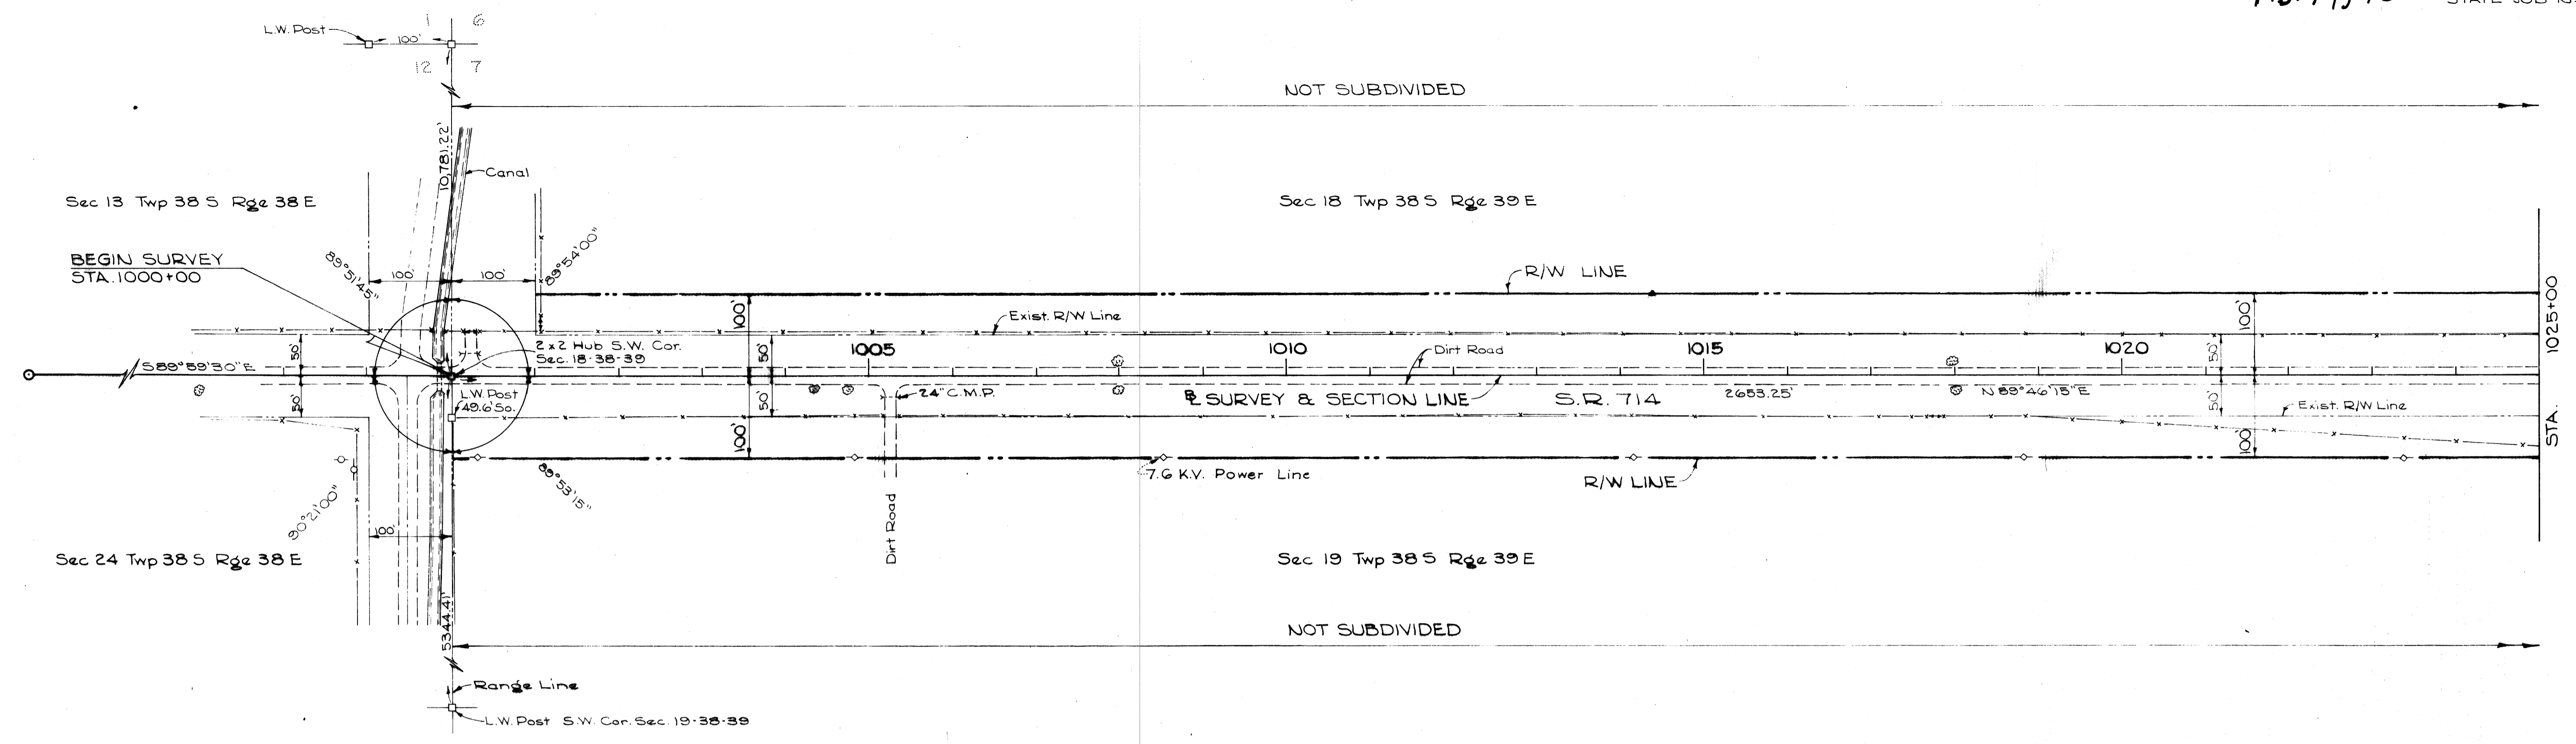 STATE JOB
1 6
L.W. Post
100'
12 7
NOT SUBDIVIDED
10,781.22'
Canal
Sec 13 Twp 38 S Rge 38 E
Sec 18 Twp 38 S Rge 39 E
BEGIN SURVEY
STA. 1000+00
89°51'45"
100' 100'
89°54'00"
R/W LINE
100'
100'
Exist. R/W Line
STA. 1025+00
2 x 2 Hub S.W. Cor.
Sec. 18-38-39
50'
50'
50'
1005
1010
1015
1020
Dirt Road
S 89°59'30" E
L.W. Post
49.6' So.
24" C.M.P.
℄ SURVEY & SECTION LINE
S.R. 714
2653.25'
N 89°46'15" E
50'
50'
50'
Exist. R/W Line
100'
100'
7.6 K.V. Power Line
R/W LINE
89°53'15"
90°21'00"
100'
Dirt Road
Sec 24 Twp 38 S Rge 38 E
Sec 19 Twp 38 S Rge 39 E
5344.41'
NOT SUBDIVIDED
Range Line
L.W. Post S.W. Cor. Sec. 19-38-39